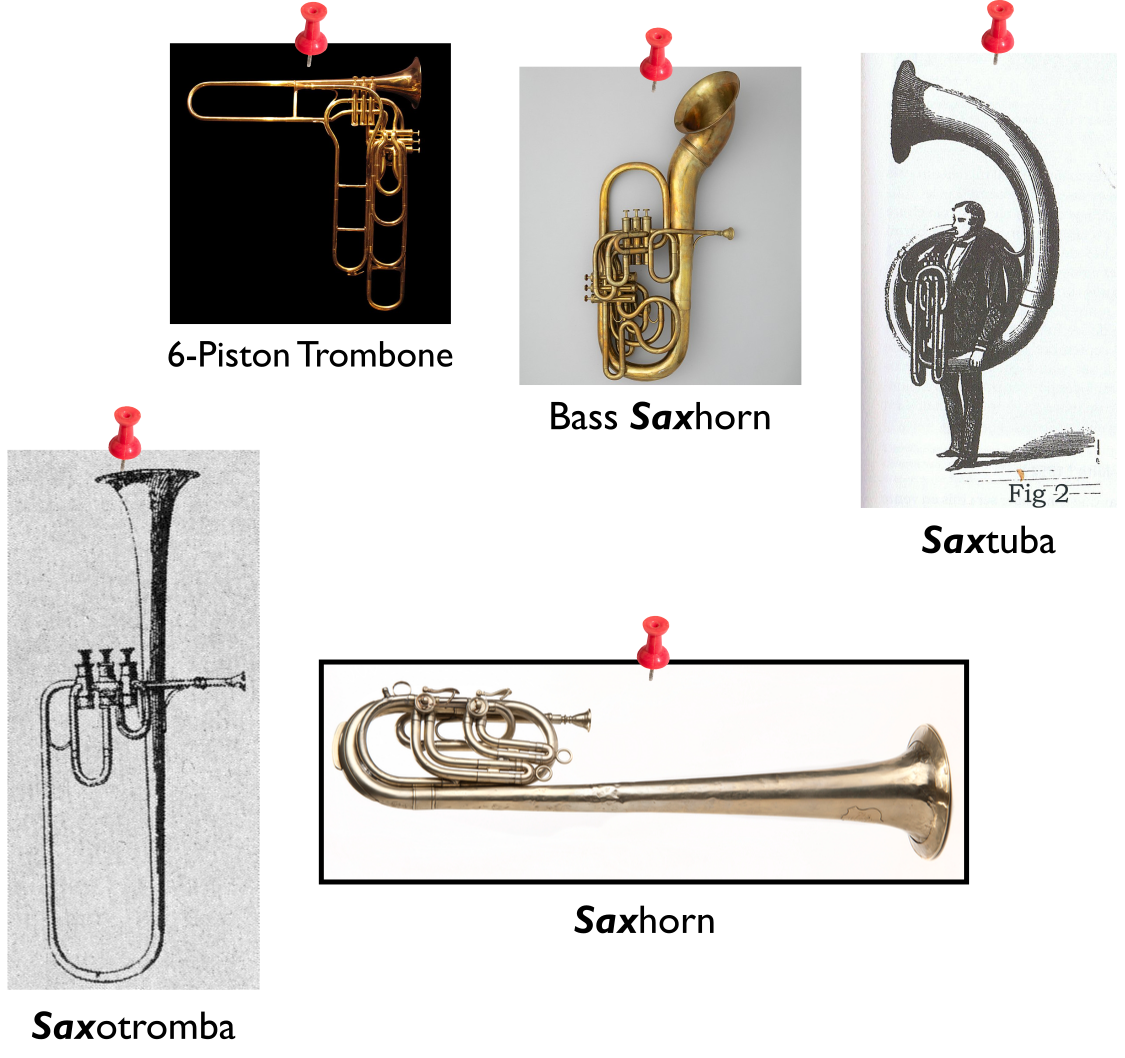 6-Piston Trombone
Bass Saxhorn
Fig 2
Saxtuba
Saxhorn
Saxotromba